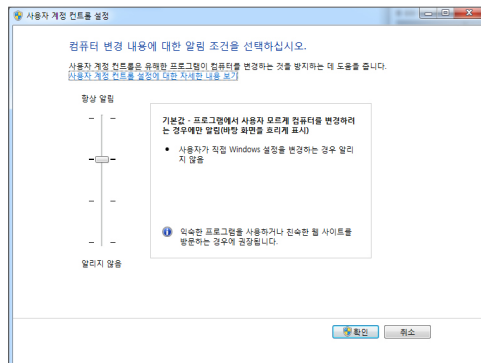 사용자 계정 컨트롤 설정
컴퓨터 변경 내용에 대한 알림 조건을 선택하십시오.
사용자 계정 컨트롤은 유해한 프로그램이 컴퓨터를 변경하는 것을 방지하는 데 도움을 줍니다.
사용자 계정 컨트롤 설정에 대한 자세한 내용 보기
항상 알림
기본값 - 프로그램에서 사용자 모르게 컴퓨터를 변경하려
는 경우에만 알림(바탕 화면을 흐리게 표시)
• 사용자가 직접 Windows 설정을 변경하는 경우 알리
지 않음
익숙한 프로그램을 사용하거나 친숙한 웹 사이트를
방문하는 경우에 권장됩니다.
알리지 않음
확인 취소